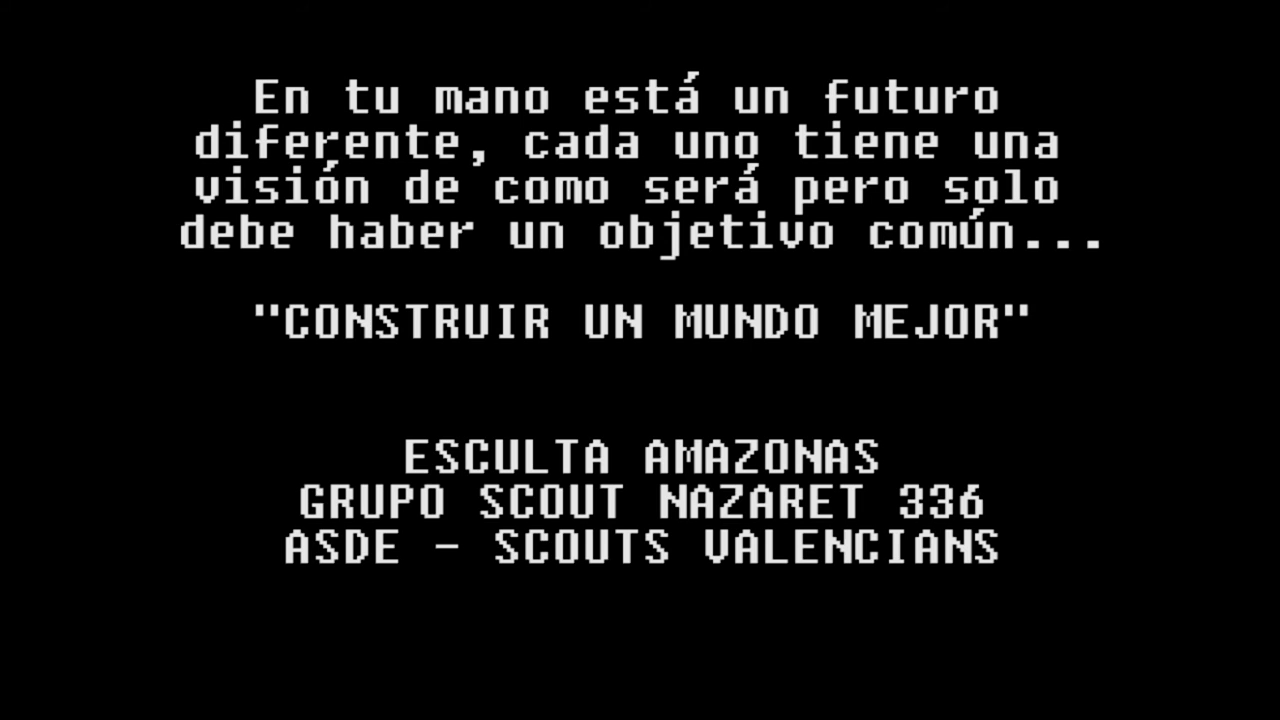 En tu mano está un futuro
diferente, cada uno tiene una
visión de como será pero solo
debe haber un objetivo común...
"CONSTRUIR UN MUNDO MEJOR"
ESCULTA AMAZONAS
GRUPO SCOUT NAZARET 336
ASDE - SCOUTS VALENCIANS